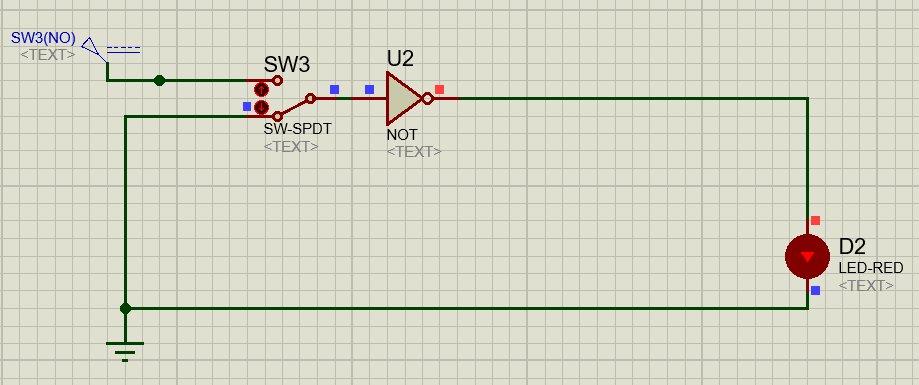 SW3(NO)
<TEXT>
SW3
SW-SPDT
<TEXT>
U2
NOT
<TEXT>
D2
LED-RED
<TEXT>